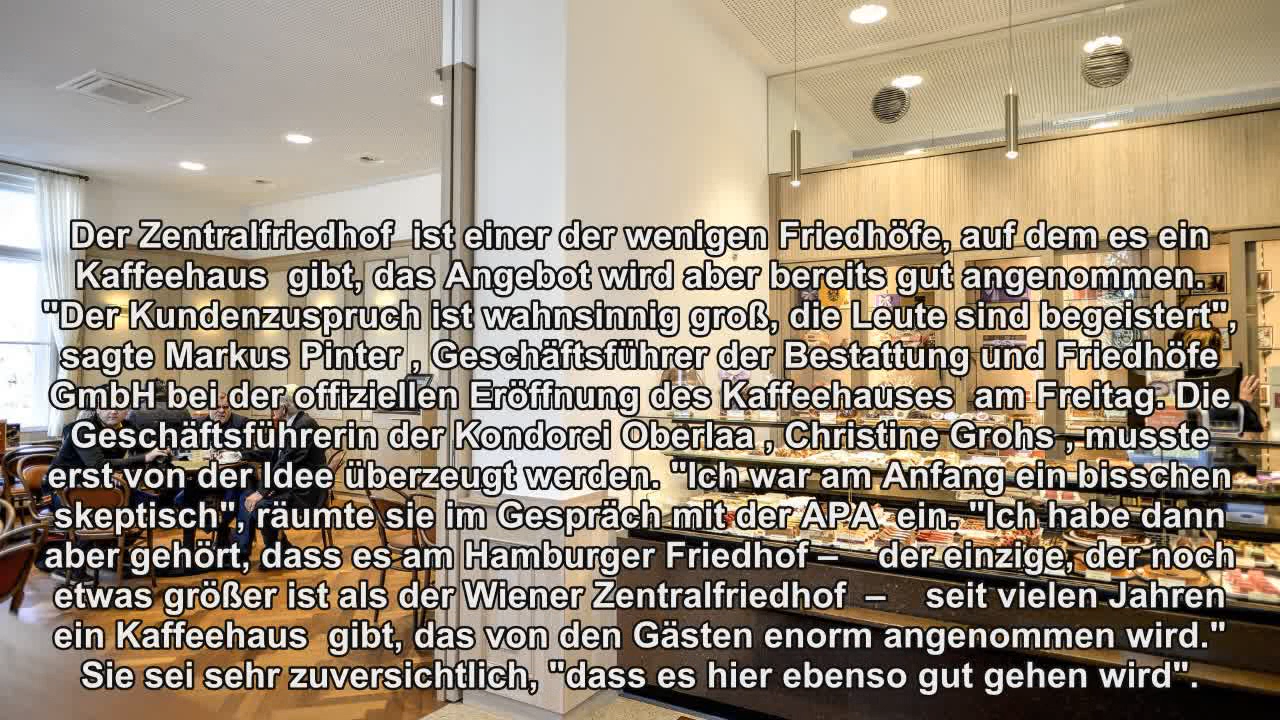 Der Zentralfriedhof  ist einer der wenigen Friedhöfe, auf dem es ein
Kaffeehaus  gibt, das Angebot wird aber bereits gut angenommen.
"Der Kundenzuspruch ist wahnsinnig groß, die Leute sind begeistert",
sagte Markus Pinter , Geschäftsführer der Bestattung und Friedhöfe
GmbH bei der offiziellen Eröffnung des Kaffeehauses  am Freitag. Die
Geschäftsführerin der Kondorei Oberlaa , Christine Grohs , musste
erst von der Idee überzeugt werden. "Ich war am Anfang ein bisschen
skeptisch", räumte sie im Gespräch mit der APA  ein. "Ich habe dann
aber gehört, dass es am Hamburger Friedhof –    der einzige, der noch
etwas größer ist als der Wiener Zentralfriedhof  –    seit vielen Jahren
ein Kaffeehaus  gibt, das von den Gästen enorm angenommen wird."
Sie sei sehr zuversichtlich, "dass es hier ebenso gut gehen wird".